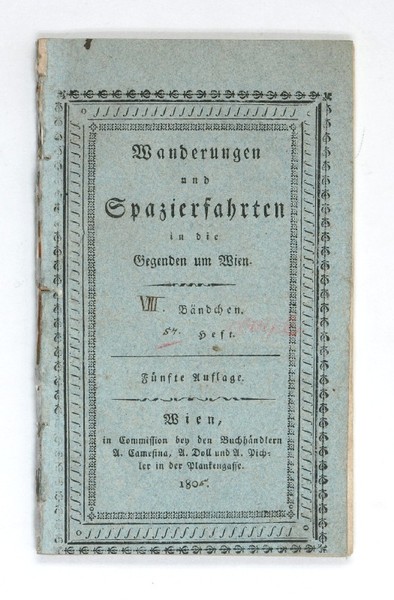 Wanderungen
und
Spazierfahrten
in die
Gegenden um Wien.
VIII. Bändchen.
Heft.
Fünfte Auflage.
Wien,
in Commission bey den Buchhändlern
A. Camesina, A. Doll und A. Pich-
ler in der Plankengasse.